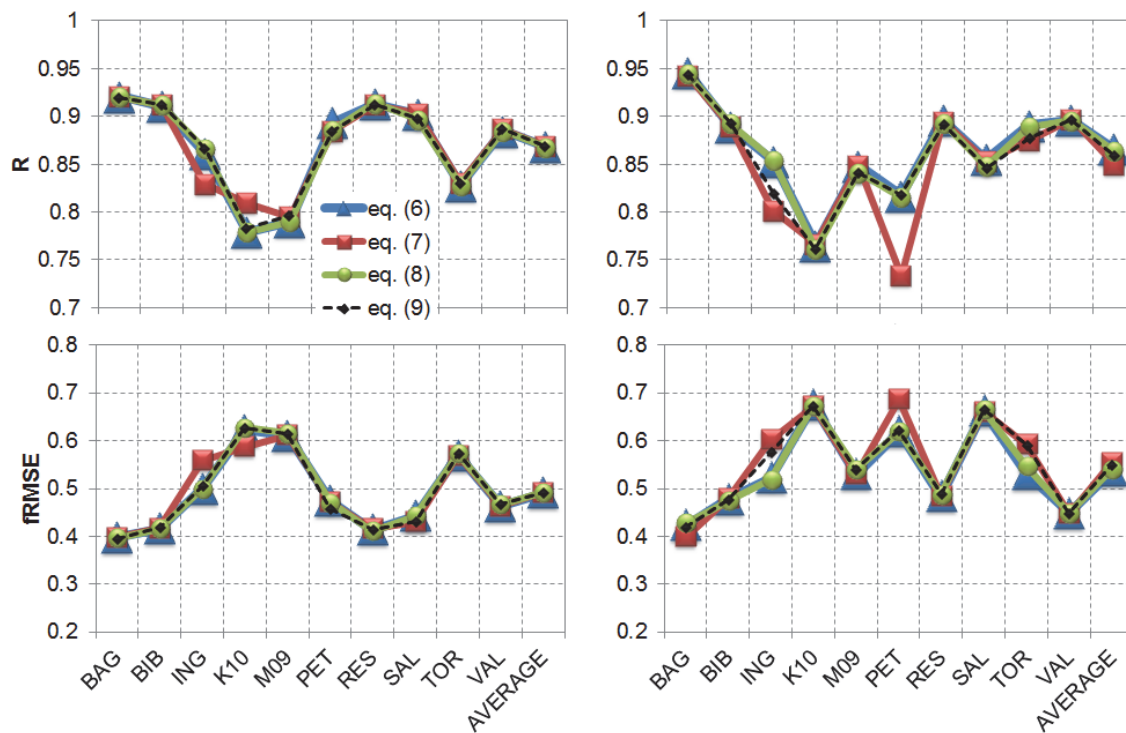 1
0.95
0.9
0.85
0.8
0.75
0.7
R
eq. (6)
eq. (7)
eq. (8)
eq. (9)
1
0.95
0.9
0.85
0.8
0.75
0.7
0.8
0.7
0.6
0.5
0.4
0.3
0.2
fRMSE
BAG
BIB
ING
K10
M09
PET
RES
SAL
TOR
VAL
AVERAGE
0.8
0.7
0.6
0.5
0.4
0.3
0.2
BAG
BIB
ING
K10
M09
PET
RES
SAL
TOR
VAL
AVERAGE